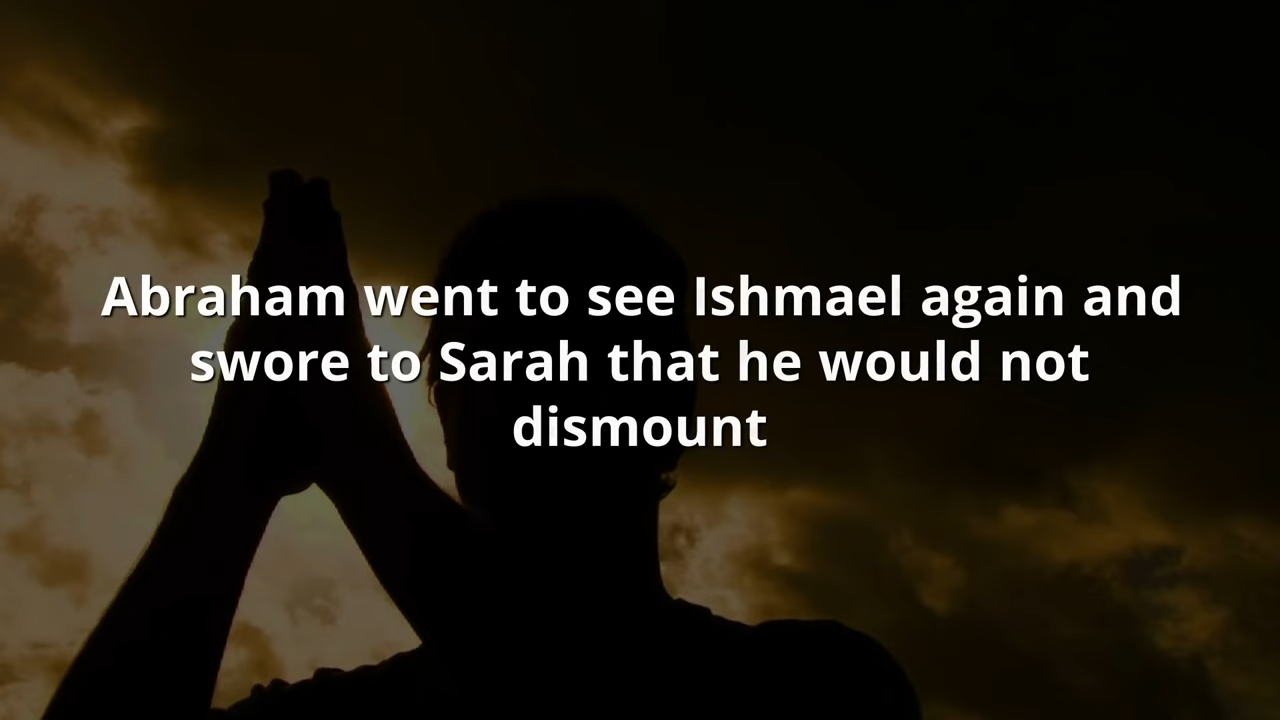 Abraham went to see Ishmael again and
swore to Sarah that he would not
dismount